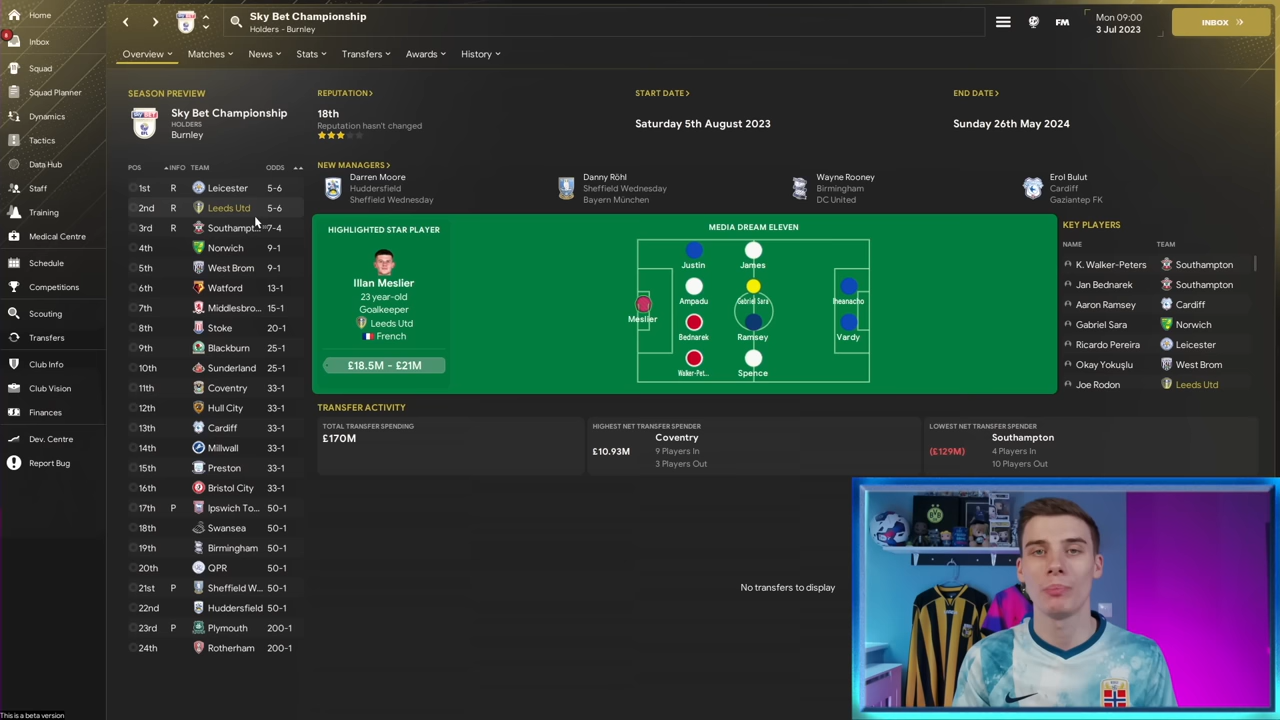 Home
Inbox
Squad
Squad Planner
Dynamics
Tactics
Data Hub
Staff
Training
Medical Centre
Schedule
Competitions
Scouting
Transfers
Club Info
Club Vision
Finances
Dev. Centre
Report Bug
This is a beta version
Sky Bet Championship
Holders - Burnley
FM
Mon 09:00
3 Jul 2023
INBOX
Overview
Matches
News
Stats
Transfers
Awards
History
SEASON PREVIEW
Sky Bet Championship
HOLDERS
Burnley
REPUTATION
18th
Reputation hasn't changed
START DATE
Saturday 5th August 2023
END DATE
Sunday 26th May 2024
POS INFO TEAM ODDS
1st R Leicester 5-6
2nd R Leeds Utd 5-6
3rd R Southampt... 7-4
4th Norwich 9-1
5th West Brom 9-1
6th Watford 13-1
7th Middlesbro... 15-1
8th Stoke 20-1
9th Blackburn 25-1
10th Sunderland 25-1
11th Coventry 33-1
12th Hull City 33-1
13th Cardiff 33-1
14th Millwall 33-1
15th Preston 33-1
16th Bristol City 33-1
17th P Ipswich To... 50-1
18th Swansea 50-1
19th Birmingham 50-1
20th QPR 50-1
21st P Sheffield W... 50-1
22nd Huddersfield 50-1
23rd P Plymouth 200-1
24th Rotherham 200-1
NEW MANAGERS
Darren Moore
Huddersfield
Sheffield Wednesday
Danny Röhl
Sheffield Wednesday
Bayern München
Wayne Rooney
Birmingham
DC United
Erol Bulut
Cardiff
Gaziantep FK
HIGHLIGHTED STAR PLAYER
Illan Meslier
23 year-old
Goalkeeper
Leeds Utd
French
£18.5M - £21M
MEDIA DREAM ELEVEN
Justin
James
Ampadu
Gabriel Sara
Iheanacho
Meslier
Bednarek
Ramsey
Vardy
Walker-Pet...
Spence
KEY PLAYERS
NAME TEAM
K. Walker-Peters Southampton
Jan Bednarek Southampton
Aaron Ramsey Cardiff
Gabriel Sara Norwich
Ricardo Pereira Leicester
Okay Yokuşlu West Brom
Joe Rodon Leeds Utd
TRANSFER ACTIVITY
TOTAL TRANSFER SPENDING
£170M
HIGHEST NET TRANSFER SPENDER
£10.93M
Coventry
9 Players In
3 Players Out
LOWEST NET TRANSFER SPENDER
(£129M)
Southampton
4 Players In
10 Players Out
No transfers to display